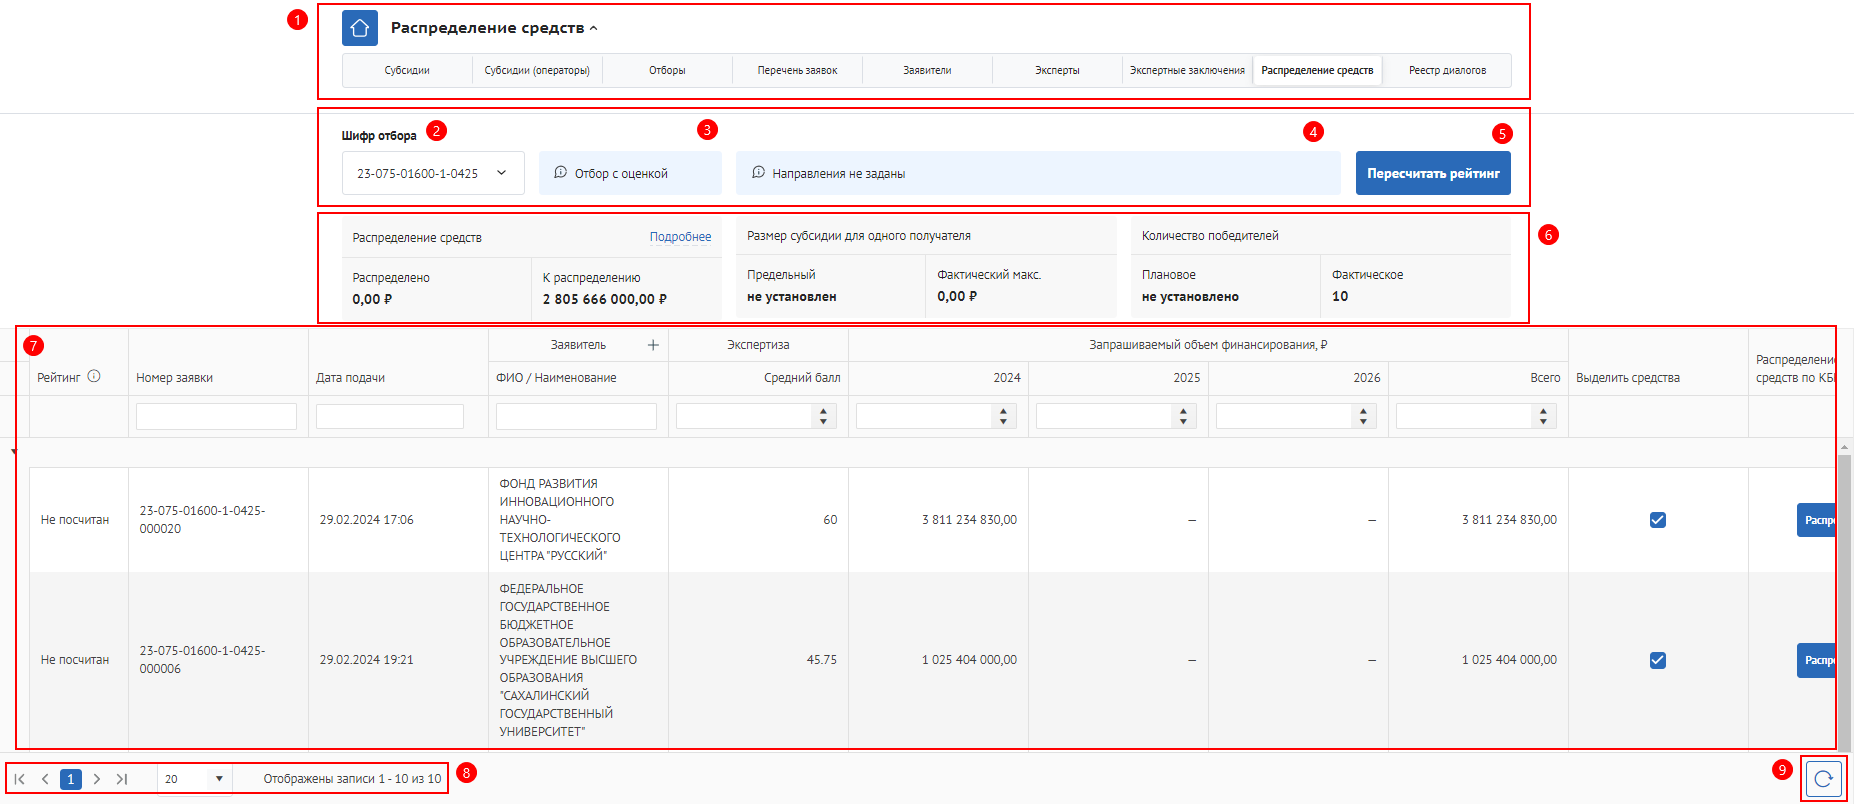 1
Распределение средств
Субсидии
Субсидии (операторы)
Отборы
Перечень заявок
Заявители
Эксперты
Экспертные заключения
Распределение средств
Реестр диалогов
Шифр отбора
2
3
4
5
23-075-01600-1-0425
Отбор с оценкой
Направления не заданы
Пересчитать рейтинг
6
Распределение средств
Подробнее
Распределено
0,00 ₽
К распределению
2 805 666 000,00 ₽
Размер субсидии для одного получателя
Предельный
не установлен
Фактический макс.
0,00 ₽
Количество победителей
Плановое
не установлено
Фактическое
10
7
Рейтинг
Номер заявки
Дата подачи
Заявитель
ФИО / Наименование
Экспертиза
Средний балл
Запрашиваемый объем финансирования, ₽
2024
2025
2026
Всего
Выделить средства
Распределени
средств по КБ
Не посчитан
23-075-01600-1-0425-
000020
29.02.2024 17:06
ФОНД РАЗВИТИЯ
ИННОВАЦИОННОГО
НАУЧНО-
ТЕХНОЛОГИЧЕСКОГО
ЦЕНТРА "РУССКИЙ"
60
3 811 234 830,00
—
—
3 811 234 830,00
Распр
Не посчитан
23-075-01600-1-0425-
000006
29.02.2024 19:21
ФЕДЕРАЛЬНОЕ
ГОСУДАРСТВЕННОЕ
БЮДЖЕТНОЕ
ОБРАЗОВАТЕЛЬНОЕ
УЧРЕЖДЕНИЕ ВЫСШЕГО
ОБРАЗОВАНИЯ
"САХАЛИНСКИЙ
ГОСУДАРСТВЕННЫЙ
УНИВЕРСИТЕТ"
45.75
1 025 404 000,00
—
—
1 025 404 000,00
Распр
1
20
Отображены записи 1 - 10 из 10
8
9